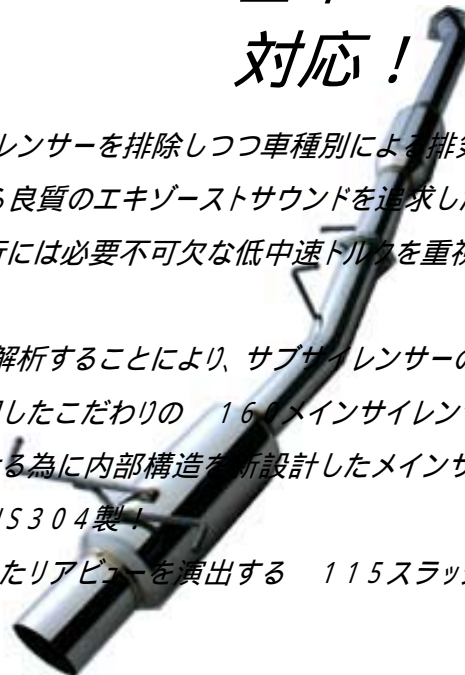 対応！
レンサーを排除しつつ車種別による排
良質のエキゾーストサウンドを追求し
行には必要不可欠な低中速トルクを重視
解析することにより、サブサイレンサーの
したこだわりの　１６０メインサイレン
る為に内部構造を新設計したメインサ
Ｓ３０４製！
たリアビューを演出する　１１５スラッ